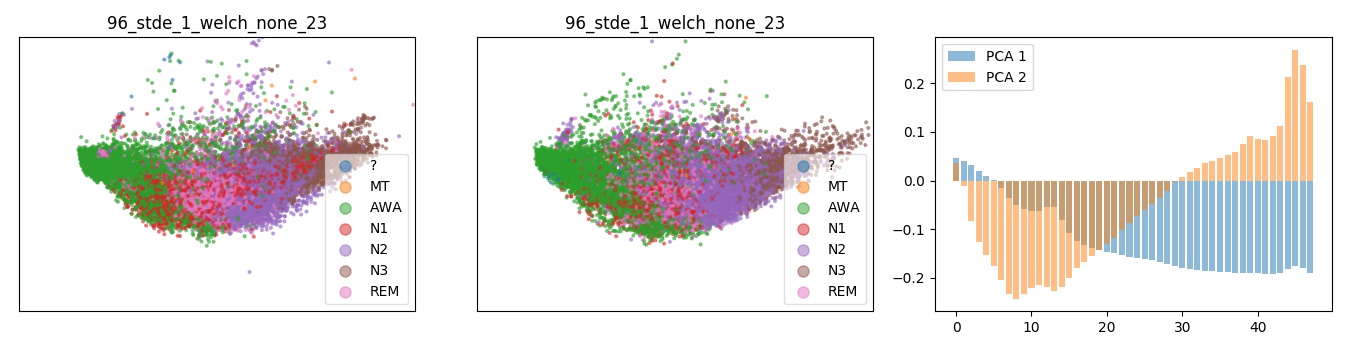 96_stde_1_welch_none_23
?
MT
AWA
N1
N2
N3
REM
96_stde_1_welch_none_23
?
MT
AWA
N1
N2
N3
REM
PCA 1
PCA 2
0.2
0.1
0.0
−0.1
−0.2
0 10 20 30 40